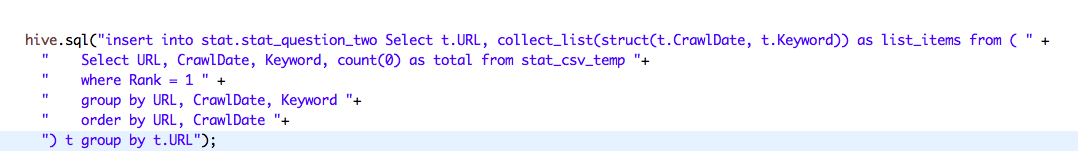 hive.sql("insert into stat.stat_question_two Select t.URL, collect_list(struct(t.CrawlDate, t.Keyword)) as list_items from ( " +
"    Select URL, CrawlDate, Keyword, count(0) as total from stat_csv_temp "+
"    where Rank = 1 " +
"    group by URL, CrawlDate, Keyword "+
"    order by URL, CrawlDate "+
") t group by t.URL");